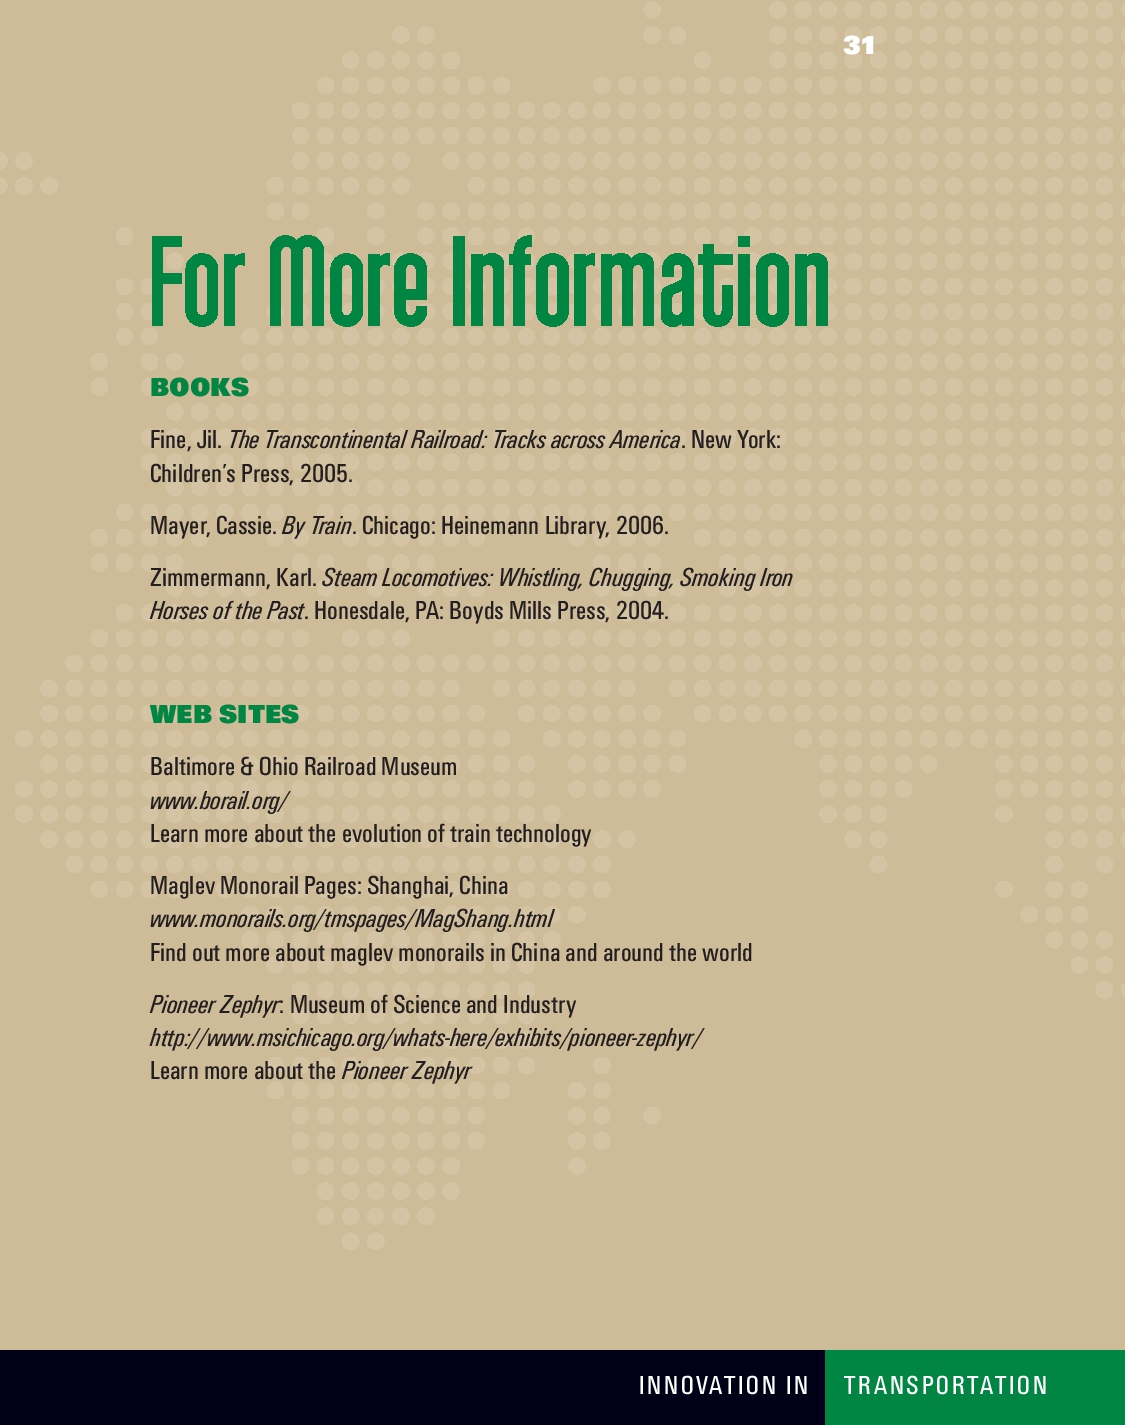 31
For More Information
BOOKS
Fine, Jil. The Transcontinental Railroad: Tracks across America. New York:
Children's Press, 2005.
Mayer, Cassie. By Train. Chicago: Heinemann Library, 2006.
Zimmermann, Karl. Steam Locomotives: Whistling, Chugging, Smoking Iron
Horses of the Past. Honesdale, PA: Boyds Mills Press, 2004.
WEB SITES
Baltimore & Ohio Railroad Museum
www.borail.org/
Learn more about the evolution of train technology
Maglev Monorail Pages: Shanghai, China
www.monorails.org/tmspages/MagShang.html
Find out more about maglev monorails in China and around the world
Pioneer Zephyr: Museum of Science and Industry
http://www.msichicago.org/whats-here/exhibits/pioneer-zephyr/
Learn more about the Pioneer Zephyr
INNOVATION IN TRANSPORTATION